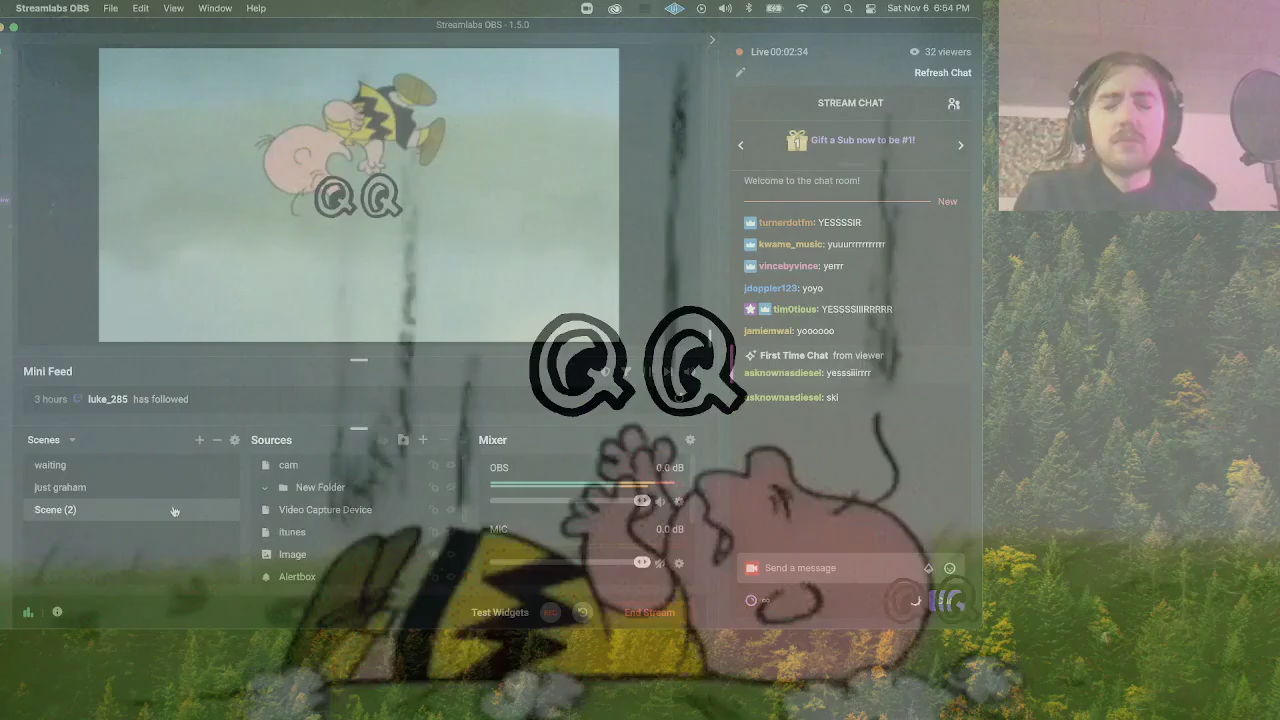 Streamlabs OBS File Edit View Window Help Sat Nov 6 6:54 PM
Streamlabs OBS - 1.5.0
Live 00:02:34 32 viewers
Refresh Chat
STREAM CHAT
Gift a Sub now to be #1!
Welcome to the chat room!
New
turnerdotfm: YESSSSIR
kwame_music: yuuurrrrrrrrrr
vincebyvince: yerrr
jdoppler123: yoyo
tim0tious: YESSSSIIIRRRRR
jamiemwai: yoooooo
First Time Chat from viewer
asknownasdiesel: yesssiiirrrr
asknownasdiesel: ski
QQ
QQ
Mini Feed
3 hours luke_285 has followed
Scenes
waiting
just graham
Scene (2)
Sources
cam
New Folder
Video Capture Device
itunes
Image
Alertbox
Mixer
OBS 0.0 dB
MIC 0.0 dB
Test Widgets REC End Stream
Send a message